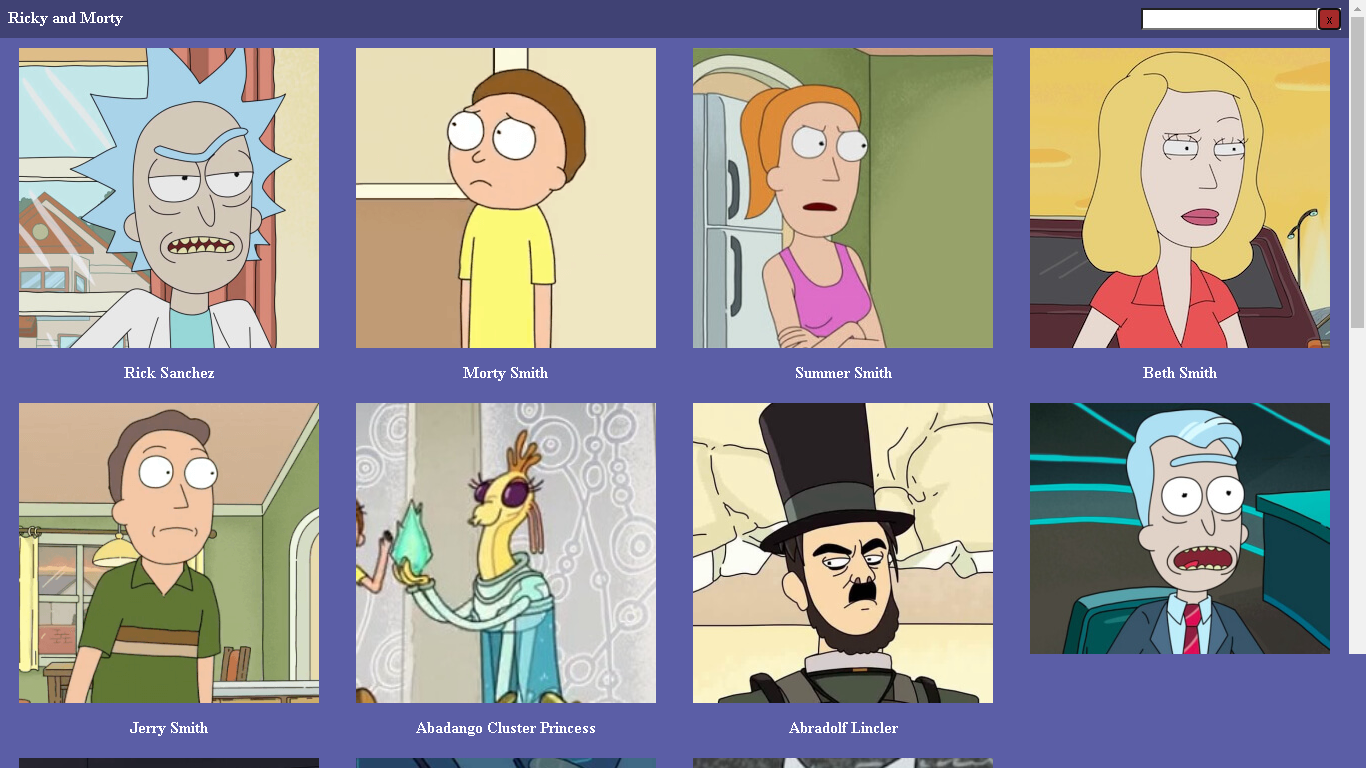 Ricky and Morty
x
Rick Sanchez
Morty Smith
Summer Smith
Beth Smith
Jerry Smith
Abadango Cluster Princess
Abradolf Lincler